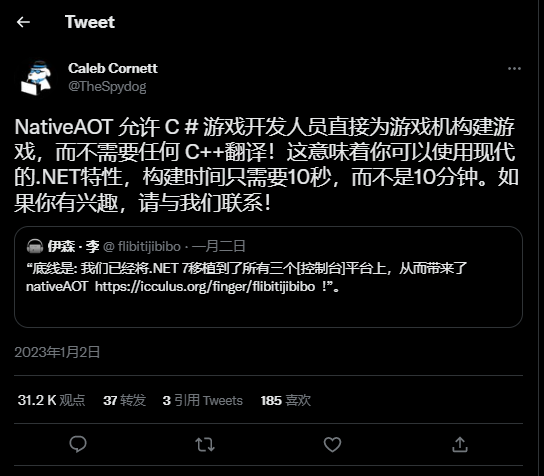 Tweet
Caleb Cornett
@TheSpydog
NativeAOT 允许 C # 游戏开发人员直接为游戏机构建游
戏，而不需要任何 C++翻译！这意味着你可以使用现代
的.NET特性，构建时间只需要10秒，而不是10分钟。如
果你有兴趣，请与我们联系！
伊森 · 李 @ flibitijibibo · 一月二日
“底线是: 我们已经将.NET 7移植到了所有三个[控制台]平台上，从而带来了
nativeAOT https://icculus.org/finger/flibitijibibo !”。
2023年1月2日
31.2 K 观点 37 转发 3 引用 Tweets 185 喜欢